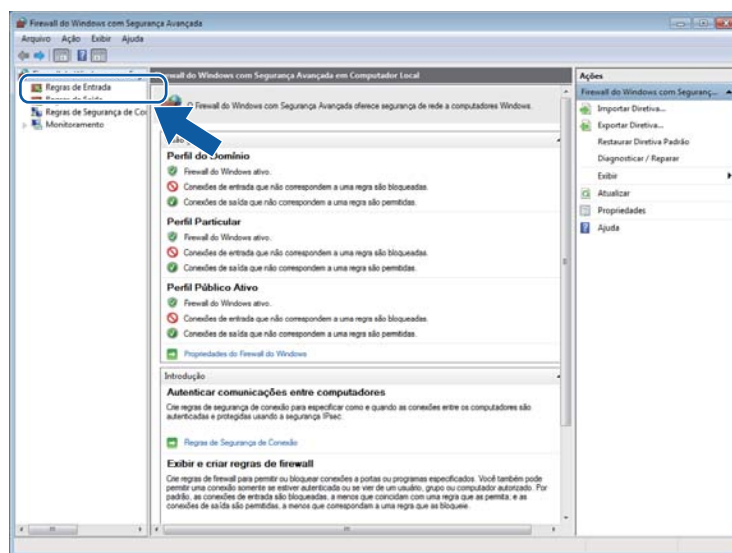 Firewall do Windows com Segurança Avançada
Arquivo Ação Exibir Ajuda
Regras de Entrada
Regras de Saída
Regras de Segurança de Co
Monitoramento
Firewall do Windows com Segurança Avançada em Computador Local
O Firewall do Windows com Segurança Avançada oferece segurança de rede a computadores Windows.
Perfil do Domínio
Firewall do Windows ativo.
Conexões de entrada que não correspondem a uma regra são bloqueadas.
Conexões de saída que não correspondem a uma regra são permitidas.
Perfil Particular
Firewall do Windows ativo.
Conexões de entrada que não correspondem a uma regra são bloqueadas.
Conexões de saída que não correspondem a uma regra são permitidas.
Perfil Público Ativo
Firewall do Windows ativo.
Conexões de entrada que não correspondem a uma regra são bloqueadas.
Conexões de saída que não correspondem a uma regra são permitidas.
Propriedades do Firewall do Windows
Introdução
Autenticar comunicações entre computadores
Crie regras de segurança de conexão para especificar como e quando as conexões entre os computadores são
autenticadas e protegidas usando a segurança IPsec.
Regras de Segurança de Conexão
Exibir e criar regras de firewall
Crie regras de firewall para permitir ou bloquear conexões a portas ou programas especificados. Você também pode
permitir uma conexão somente se estiver autenticada ou se vier de um usuário, grupo ou computador autorizado. Por
padrão, as conexões de entrada são bloqueadas, a menos que coincidam com uma regra que as permita; e as
conexões de saída são permitidas, a menos que correspondam a uma regra que as bloqueie.
Ações
Firewall do Windows com Seguranç...
Importar Diretiva...
Exportar Diretiva...
Restaurar Diretiva Padrão
Diagnosticar / Reparar
Exibir
Atualizar
Propriedades
Ajuda